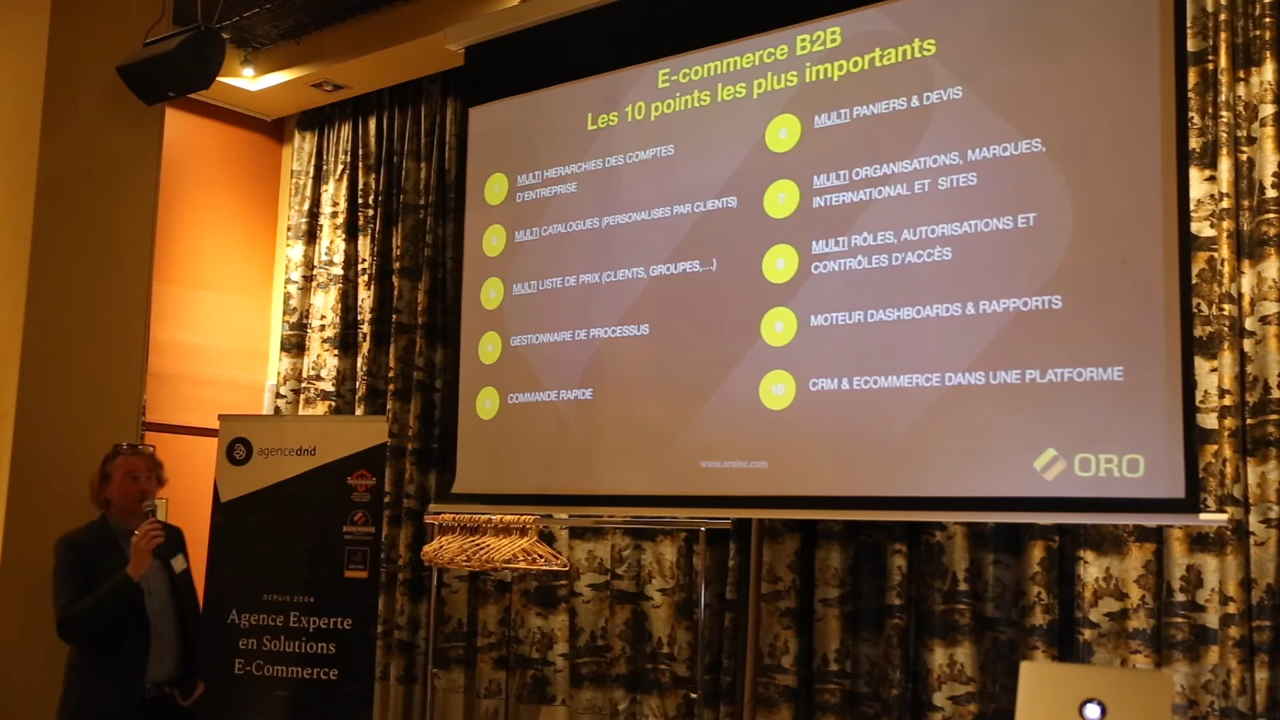 E-commerce B2B
Les 10 points les plus importants
1
MULTI HIERARCHIES DES COMPTES
D'ENTREPRISE
2
MULTI CATALOGUES (PERSONALISES PAR CLIENTS)
3
MULTI LISTE DE PRIX (CLIENTS, GROUPES,...)
4
GESTIONNAIRE DE PROCESSUS
5
COMMANDE RAPIDE
6
MULTI PANIERS & DEVIS
7
MULTI ORGANISATIONS, MARQUES,
INTERNATIONAL ET SITES
8
MULTI RÔLES, AUTORISATIONS ET
CONTRÔLES D'ACCÈS
9
MOTEUR DASHBOARDS & RAPPORTS
10
CRM & ECOMMERCE DANS UNE PLATFORME
www.oroinc.com
ORO
agencednd
DEPUIS 2004
Agence Experte
en Solutions
E-Commerce